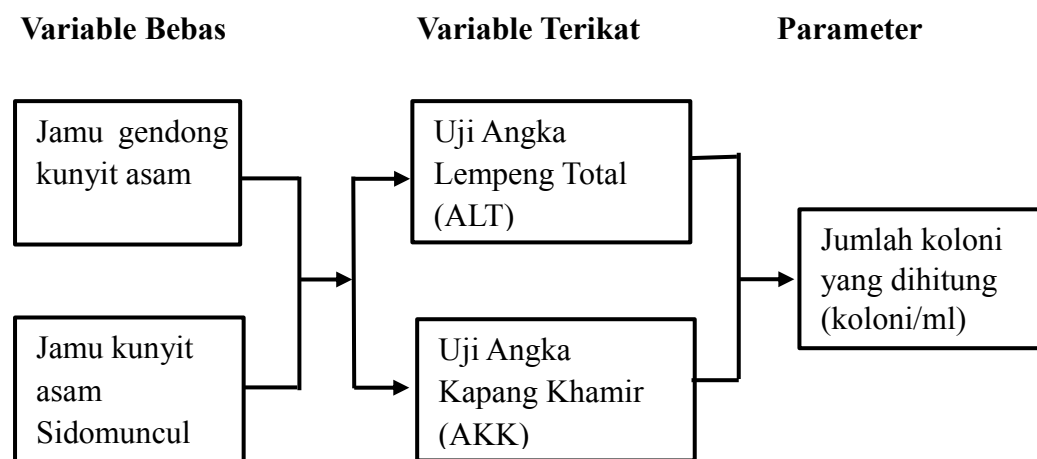 Variable Bebas
Variable Terikat
Parameter
Jamu gendong
kunyit asam
Jamu kunyit
asam
Sidomuncul
Uji Angka
Lempeng Total
(ALT)
Uji Angka
Kapang Khamir
(AKK)
Jumlah koloni
yang dihitung
(koloni/ml)